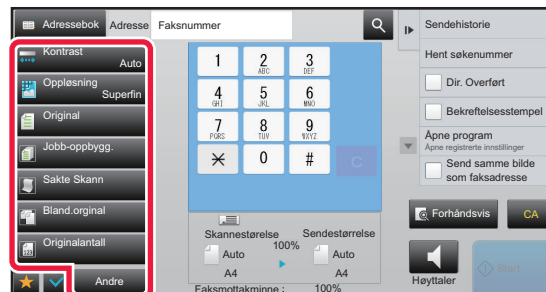 Adressebok
Adresse
Faksnummer
Kontrast
Auto
Oppløsning
Superfin
Original
Jobb-oppbygg.
Sakte Skann
Bland.orginal
Originalantall
Andre
1
2
ABC
3
DEF
4
GHI
5
JKL
6
MNO
7
PQRS
8
TUV
9
WXYZ
0
#
C
Skannestørelse
Sendestørrelse
100%
Auto
Auto
A4
A4
Faksmottakminne :
100%
Sendehistorie
Hent søkenummer
Dir. Overført
Bekreftelsesstempel
Åpne program
Åpne registrerte innstillinger
Send samme bilde
som faksadresse
Forhåndsvis
CA
Høyttaler
Start